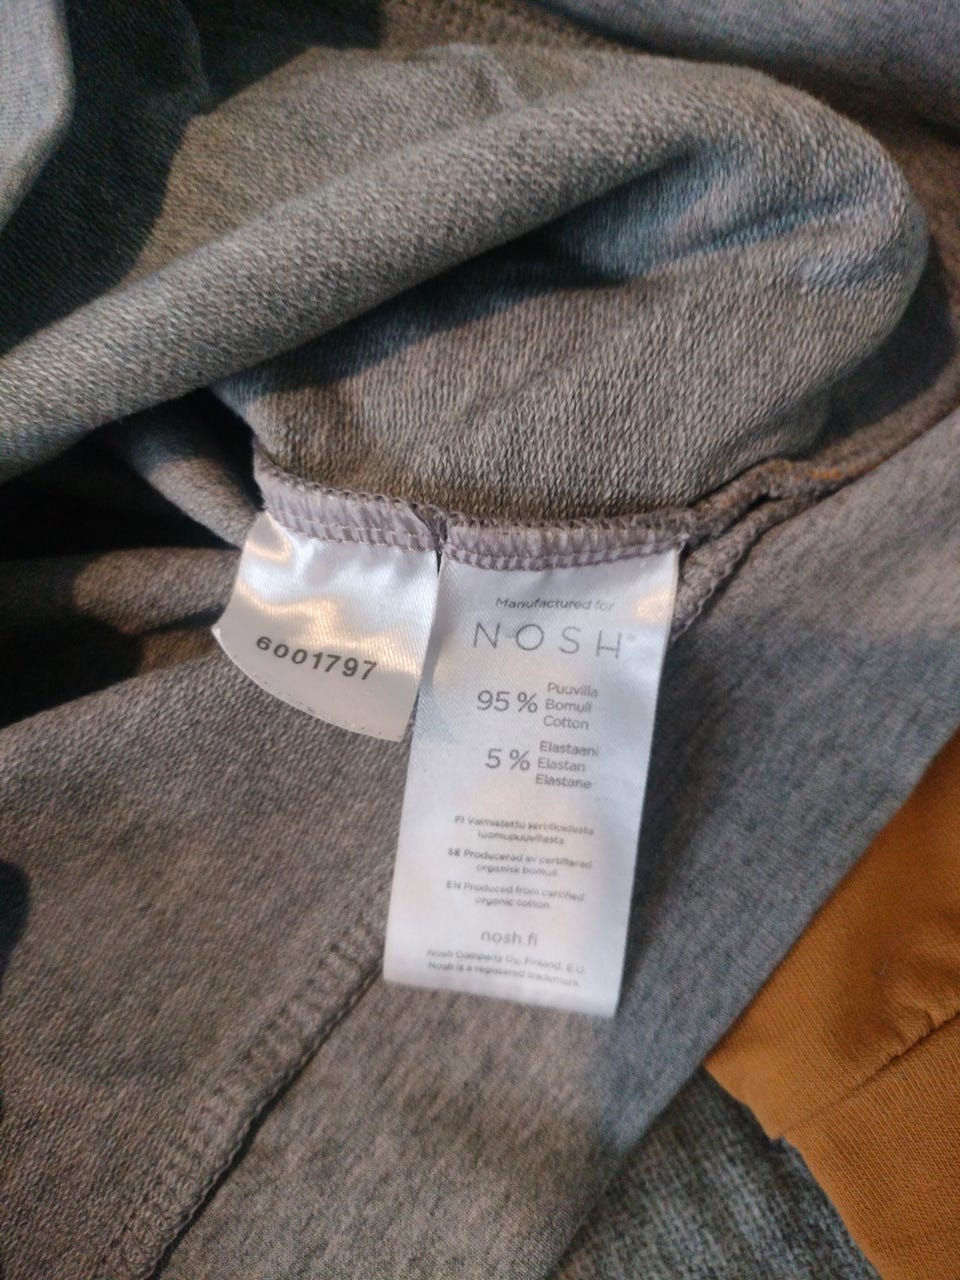 6001797
Manufactured for
NOSH®
95 % Puuvilla
Bomull
Cotton
5 % Elastaani
Elastan
Elastane
FI Valmistettu sertifioidusta
luomupuuvillasta
SE Producerad av certifierad
organisk bomull.
EN Produced from certified
organic cotton.
nosh.fi
Nosh Company Oy, Finland, E.U.
Nosh is a registered trademark.